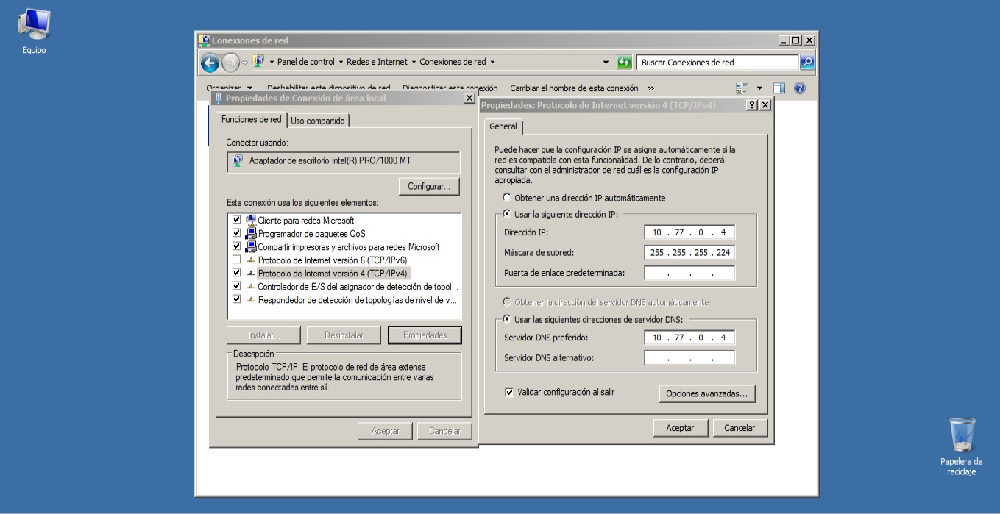 Equipo
Conexiones de red
Panel de control Redes e Internet Conexiones de red
Buscar Conexiones de red
Organizar Deshabilitar este dispositivo de red Diagnosticar esta conexión Cambiar el nombre de esta conexión »
Propiedades de Conexión de área local
Funciones de red
Uso compartido
Conectar usando:
Adaptador de escritorio Intel(R) PRO/1000 MT
Configurar...
Esta conexión usa los siguientes elementos:
Cliente para redes Microsoft
Programador de paquetes QoS
Compartir impresoras y archivos para redes Microsoft
Protocolo de Internet versión 6 (TCP/IPv6)
Protocolo de Internet versión 4 (TCP/IPv4)
Controlador de E/S del asignador de detección de topol...
Respondedor de detección de topologías de nivel de v...
Instalar...
Desinstalar
Propiedades
Descripción
Protocolo TCP/IP. El protocolo de red de área extensa
predeterminado que permite la comunicación entre varias
redes conectadas entre sí.
Aceptar
Cancelar
Propiedades: Protocolo de Internet versión 4 (TCP/IPv4)
General
Puede hacer que la configuración IP se asigne automáticamente si la
red es compatible con esta funcionalidad. De lo contrario, deberá
consultar con el administrador de red cuál es la configuración IP
apropiada.
Obtener una dirección IP automáticamente
Usar la siguiente dirección IP:
Dirección IP: 10 . 77 . 0 . 4
Máscara de subred: 255 . 255 . 255 . 224
Puerta de enlace predeterminada: . . .
Obtener la dirección del servidor DNS automáticamente
Usar las siguientes direcciones de servidor DNS:
Servidor DNS preferido: 10 . 77 . 0 . 4
Servidor DNS alternativo: . . .
Validar configuración al salir
Opciones avanzadas...
Aceptar
Cancelar
Papelera de
reciclaje